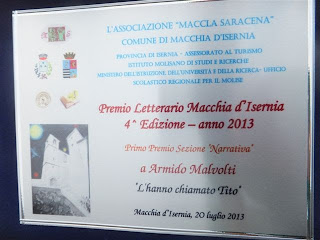 L'ASSOCIAZIONE "MACCLA SARACENA"
COMUNE DI MACCHIA D'ISERNIA
PROVINCIA DI ISERNIA - ASSESSORATO AL TURISMO
ISTITUTO MOLISANO DI STUDI E RICERCHE
MINISTERO DELL'ISTRUZIONE DELL'UNIVERSITÀ E DELLA RICERCA- UFFICIO
SCOLASTICO REGIONALE PER IL MOLISE
Premio Letterario Macchia d'Isernia
4^ Edizione – anno 2013
Primo Premio Sezione "Narrativa"
a Armido Malvolti
"L'hanno chiamato Tito"
Macchia d'Isernia, 20 luglio 2013